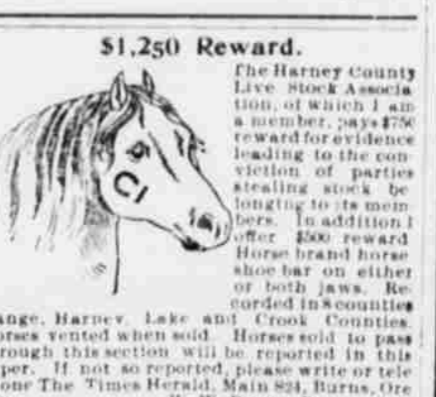 $1,250 Reward.
The Harney County
Live Stock Associa
tion, of which I am
a member, pays $750
reward for evidence
leading to the con
viction of parties
stealing stock be
longing to its mem
bers. In addition I
offer $500 reward
Horse brand horse
shoe bar on either
or both jaws. Re
corded in 8 counties
ange, Harney, Lake and Crook Counties.
orses vented when sold. Horses sold to pass
rough this section will be reported in this
per. If not so reported, please write or tele
one The Times Herald, Main 824, Burns, Ore